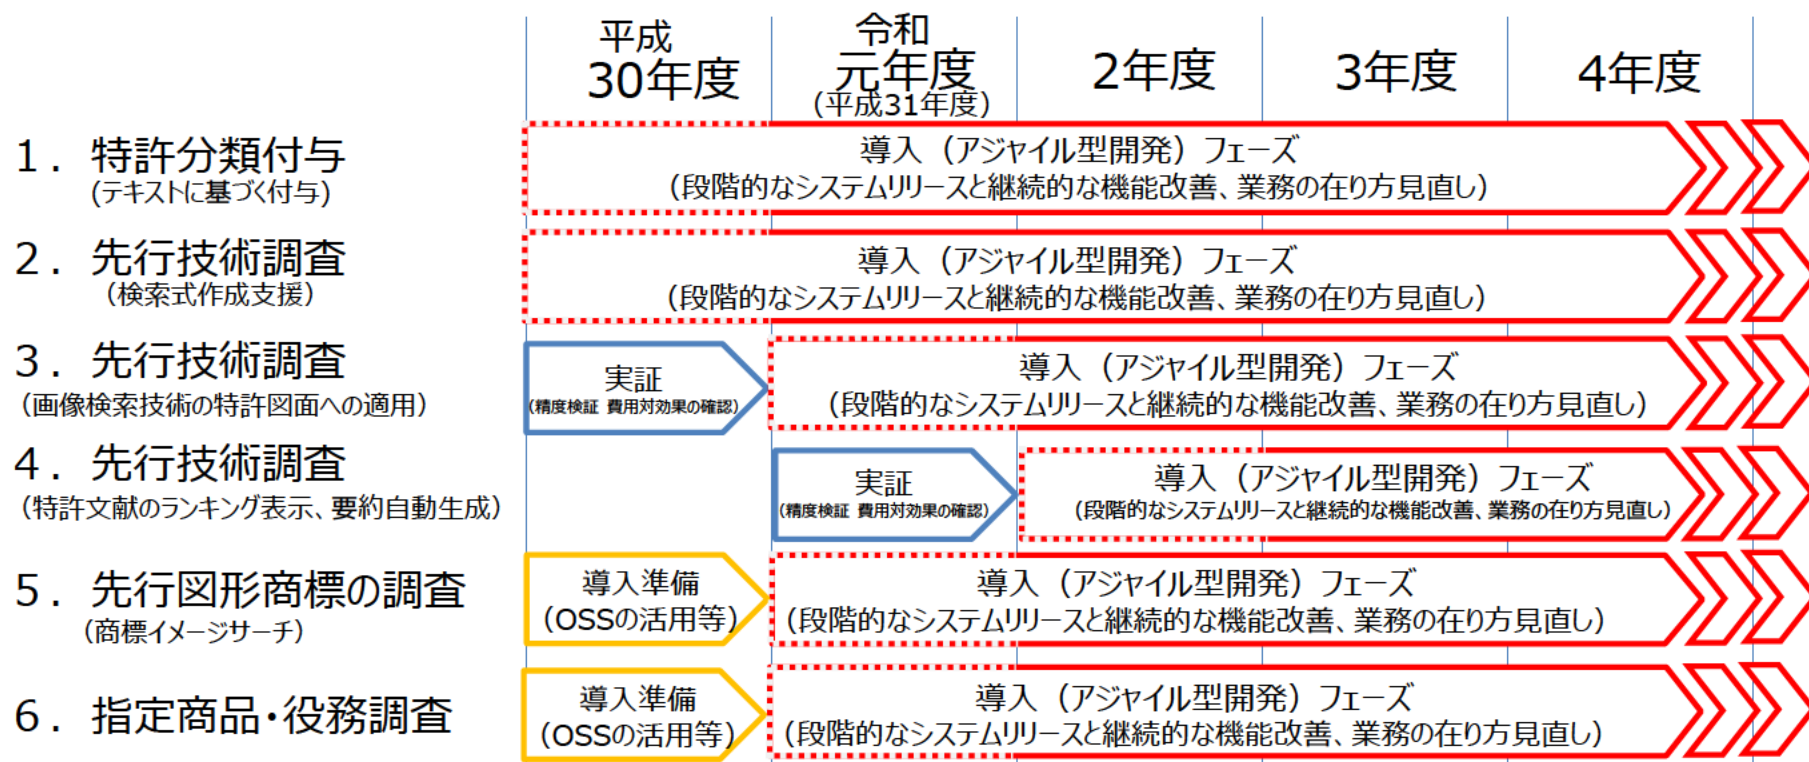 平成
30年度
令和
元年度
(平成31年度)
2年度
3年度
4年度
1. 特許分類付与
(テキストに基づく付与)
導入(アジャイル型開発)フェーズ
(段階的なシステムリリースと継続的な機能改善、業務の在り方見直し)
2. 先行技術調査
(検索式作成支援)
導入(アジャイル型開発)フェーズ
(段階的なシステムリリースと継続的な機能改善、業務の在り方見直し)
3. 先行技術調査
(画像検索技術の特許図面への適用)
実証
(精度検証 費用対効果の確認)
導入(アジャイル型開発)フェーズ
(段階的なシステムリリースと継続的な機能改善、業務の在り方見直し)
4. 先行技術調査
(特許文献のランキング表示、要約自動生成)
実証
(精度検証 費用対効果の確認)
導入(アジャイル型開発)フェーズ
(段階的なシステムリリースと継続的な機能改善、業務の在り方見直し)
5. 先行図形商標の調査
(商標イメージサーチ)
導入準備
(OSSの活用等)
導入(アジャイル型開発)フェーズ
(段階的なシステムリリースと継続的な機能改善、業務の在り方見直し)
6. 指定商品・役務調査
導入準備
(OSSの活用等)
導入(アジャイル型開発)フェーズ
(段階的なシステムリリースと継続的な機能改善、業務の在り方見直し)